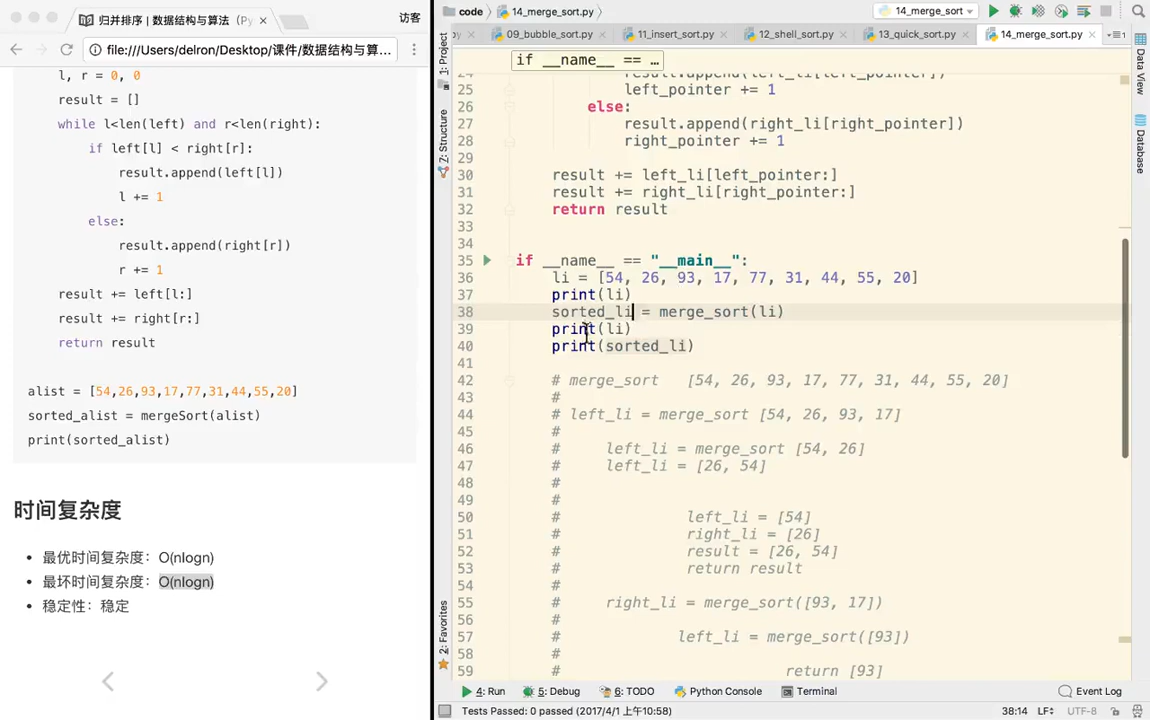 归并排序 | 数据结构与算法 (Py
访客
file:///Users/delron/Desktop/课件/数据结构与算...
l, r = 0, 0
result = []
while l<len(left) and r<len(right):
if left[l] < right[r]:
result.append(left[l])
l += 1
else:
result.append(right[r])
r += 1
result += left[l:]
result += right[r:]
return result
alist = [54,26,93,17,77,31,44,55,20]
sorted_alist = mergeSort(alist)
print(sorted_alist)
时间复杂度
• 最优时间复杂度：O(nlogn)
• 最坏时间复杂度：O(nlogn)
• 稳定性：稳定
code 14_merge_sort.py
14_merge_sort
py 09_bubble_sort.py 11_insert_sort.py 12_shell_sort.py 13_quick_sort.py 14_merge_sort.py
if __name__ == ...
24 result.append(left_li[left_pointer])
25 left_pointer += 1
26 else:
27 result.append(right_li[right_pointer])
28 right_pointer += 1
29
30 result += left_li[left_pointer:]
31 result += right_li[right_pointer:]
32 return result
33
34
35 if __name__ == "__main__":
36 li = [54, 26, 93, 17, 77, 31, 44, 55, 20]
37 print(li)
38 sorted_li = merge_sort(li)
39 print(li)
40 print(sorted_li)
41
42 # merge_sort [54, 26, 93, 17, 77, 31, 44, 55, 20]
43 #
44 # left_li = merge_sort [54, 26, 93, 17]
45 #
46 # left_li = merge_sort [54, 26]
47 # left_li = [26, 54]
48 #
49 #
50 # left_li = [54]
51 # right_li = [26]
52 # result = [26, 54]
53 # return result
54 #
55 # right_li = merge_sort([93, 17])
56 #
57 # left_li = merge_sort([93])
58 #
59 # return [93]
1: Project
7: Structure
2: Favorites
Data View
Database
4: Run 5: Debug 6: TODO Python Console Terminal Event Log
Tests Passed: 0 passed (2017/4/1 上午10:58) 38:14 LF UTF-8